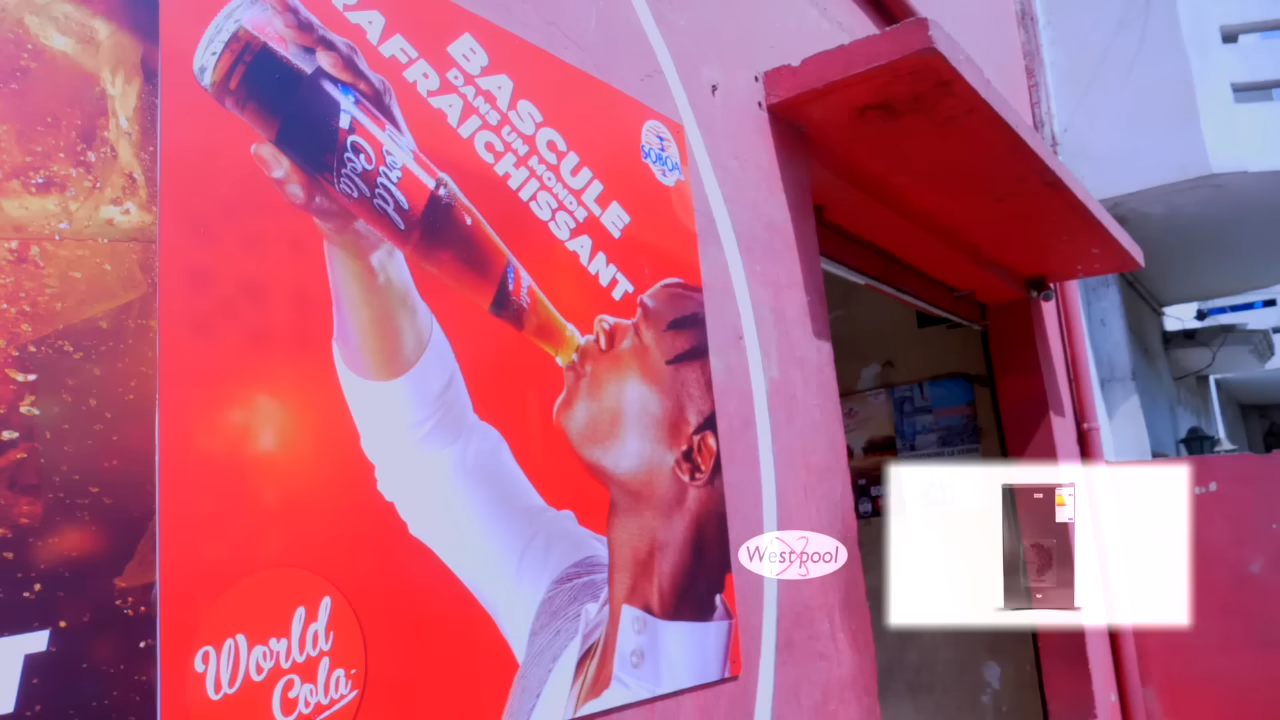 BASCULE
DANS UN MONDE
RAFRAICHISSANT
SOBOA
World
Cola
World
Cola
Westpool